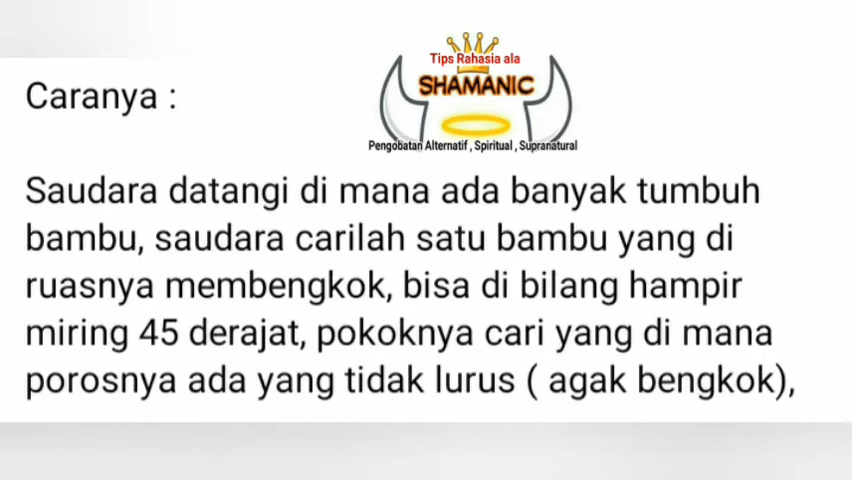 Tips Rahasia ala
SHAMANIC
Pengobatan Alternatif , Spiritual , Supranatural
Caranya :
Saudara datangi di mana ada banyak tumbuh
bambu, saudara carilah satu bambu yang di
ruasnya membengkok, bisa di bilang hampir
miring 45 derajat, pokoknya cari yang di mana
porosnya ada yang tidak lurus ( agak bengkok),